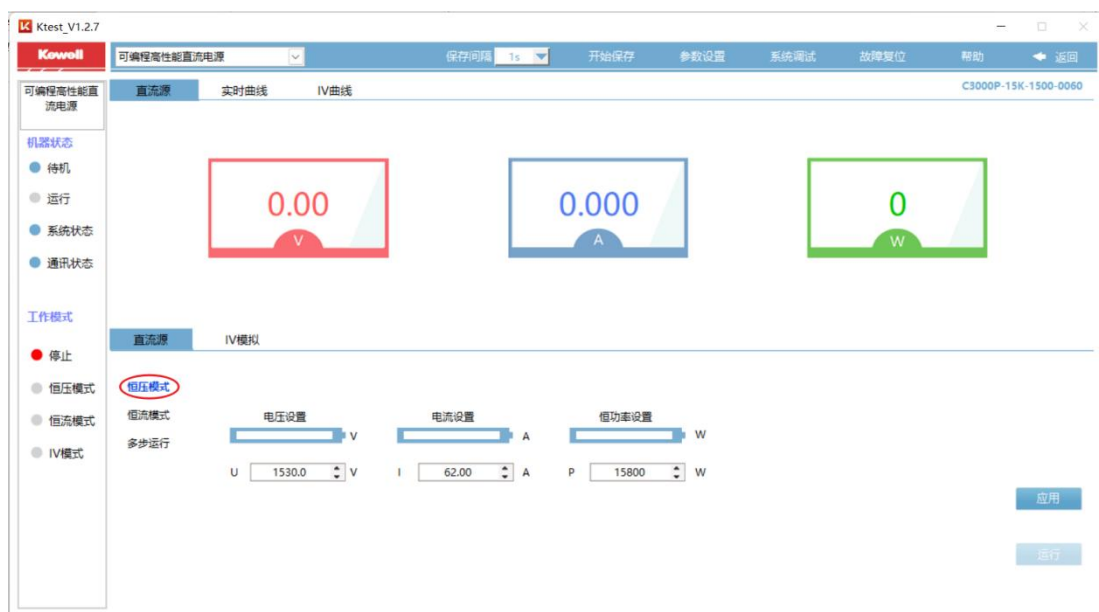 Ktest_V1.2.7
Kewell
可编程高性能直流电源
保存间隔 1s 开始保存 参数设置 系统调试 故障复位 帮助 返回
可编程高性能直
流电源
直流源 实时曲线 IV曲线
C3000P-15K-1500-0060
机器状态
待机
运行
系统状态
通讯状态
0.00
V
0.000
A
0
W
工作模式
停止
恒压模式
恒流模式
IV模式
直流源 IV模拟
恒压模式
恒流模式
多步运行
电压设置 电流设置 恒功率设置
V A W
U 1530.0 V I 62.00 A P 15800 W
应用
运行